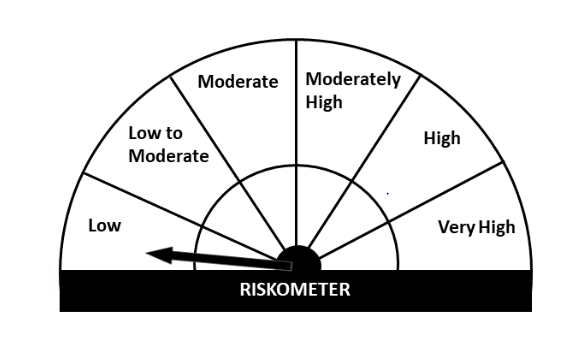 Low
Low to
Moderate
Moderate
Moderately
High
High
Very High
RISKOMETER